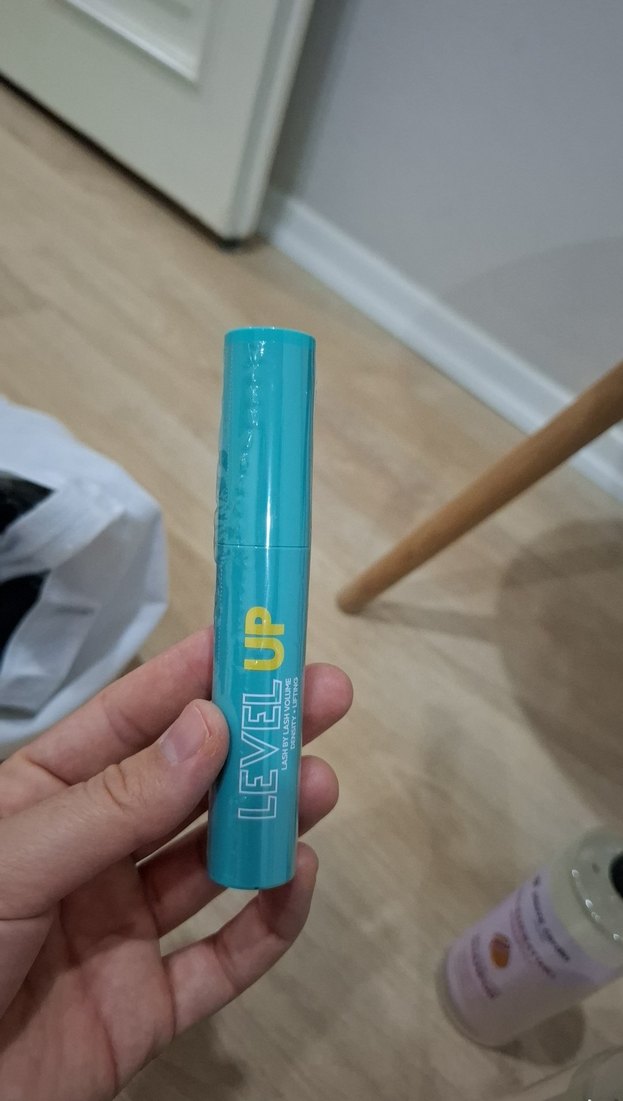 LEVEL UP
LASH BY LASH VOLUME
DENSITY + LIFTING